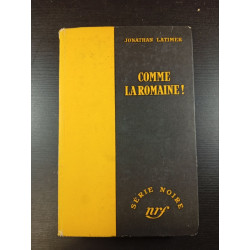 JONATHAN LATIMER
COMME
LA ROMAINE !
SÉRIE NOIRE
nrf